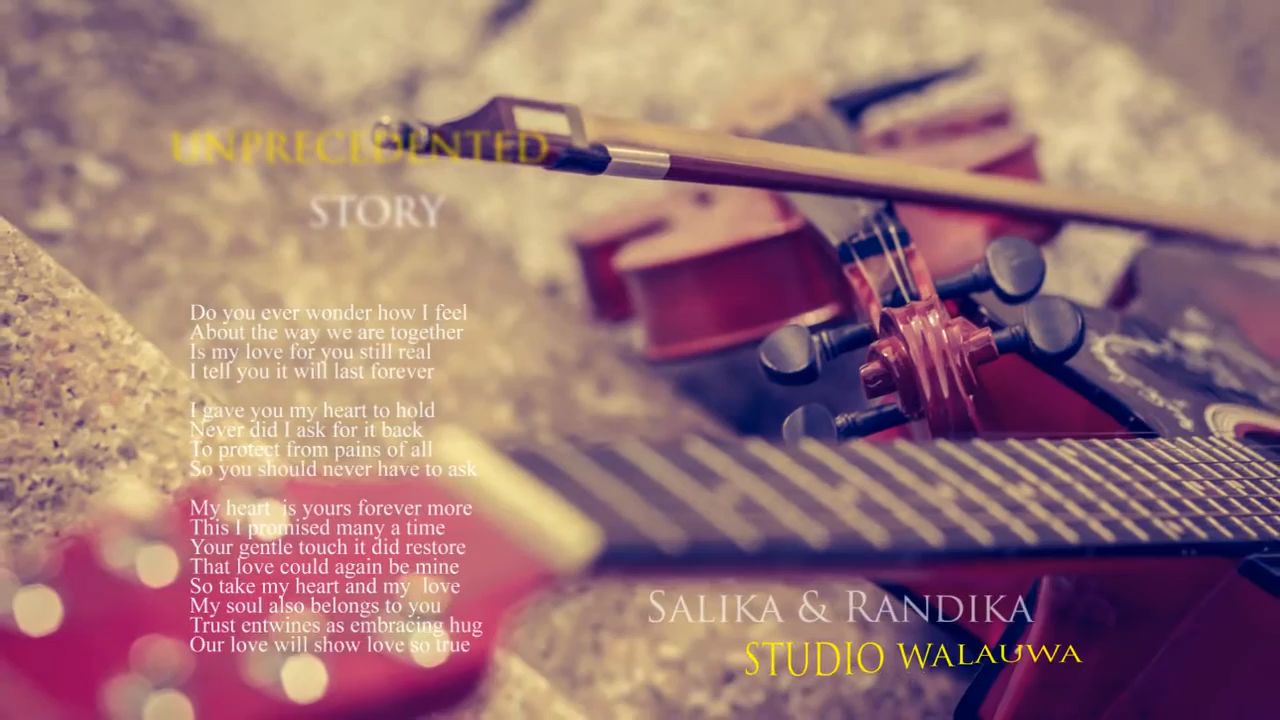 UNPRECEDENTED
STORY
Do you ever wonder how I feel
About the way we are together
Is my love for you still real
I tell you it will last forever
I gave you my heart to hold
Never did I ask for it back
To protect from pains of all
So you should never have to ask
My heart  is yours forever more
This I promised many a time
Your gentle touch it did restore
That love could again be mine
So take my heart and my  love
My soul also belongs to you
Trust entwines as embracing hug
Our love will show love so true
SALIKA & RANDIKA
STUDIO WALAUWA